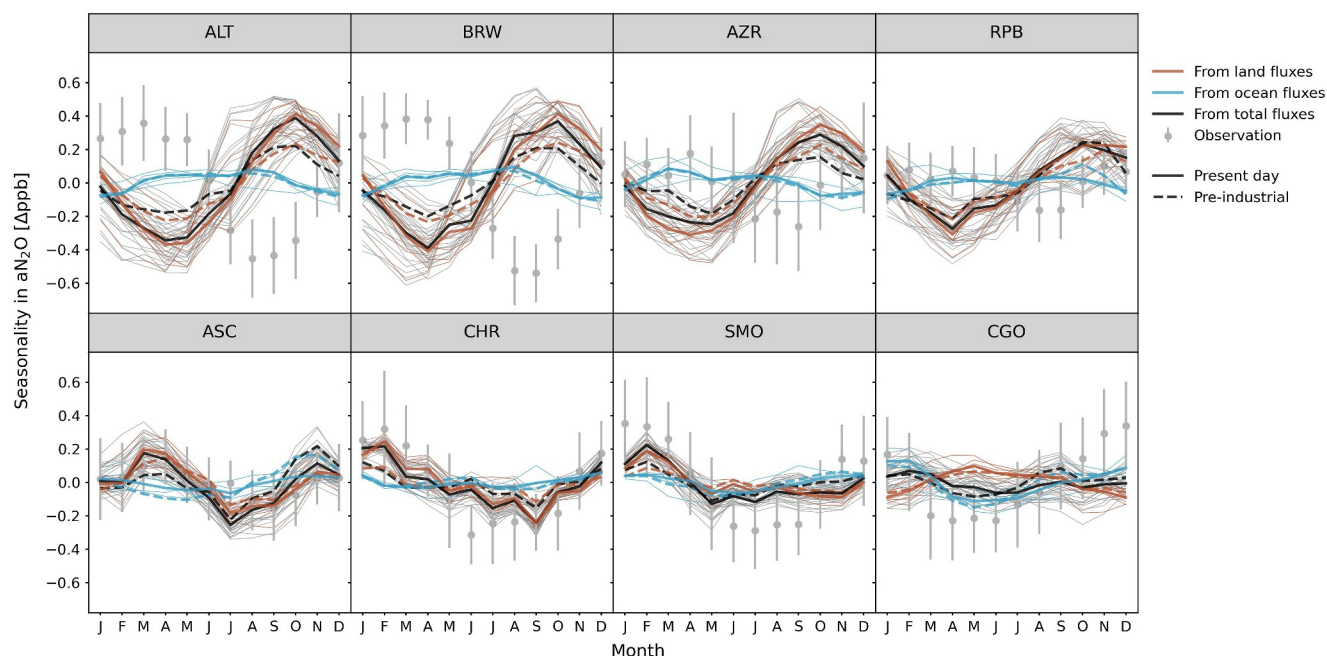 ALT BRW AZR RPB
0.6
0.4
0.2
0.0
−0.2
−0.4
−0.6
From land fluxes
From ocean fluxes
From total fluxes
Observation
Present day
Pre-industrial
Seasonality in aN₂O [Δppb]
ASC CHR SMO CGO
0.6
0.4
0.2
0.0
−0.2
−0.4
−0.6
J F M A M J J A S O N D J F M A M J J A S O N D J F M A M J J A S O N D J F M A M J J A S O N D
Month